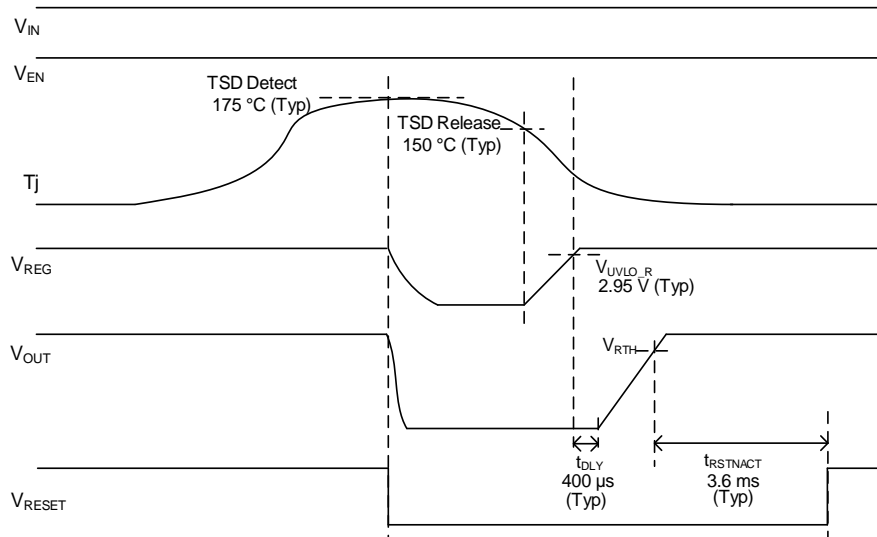 VIN
VEN
TSD Detect
175 °C (Typ)
TSD Release
150 °C (Typ)
Tj
VREG
VUVLO_R
2.95 V (Typ)
VOUT
VRTH
tDLY
400 µs
(Typ)
tRSTNACT
3.6 ms
(Typ)
VRESET